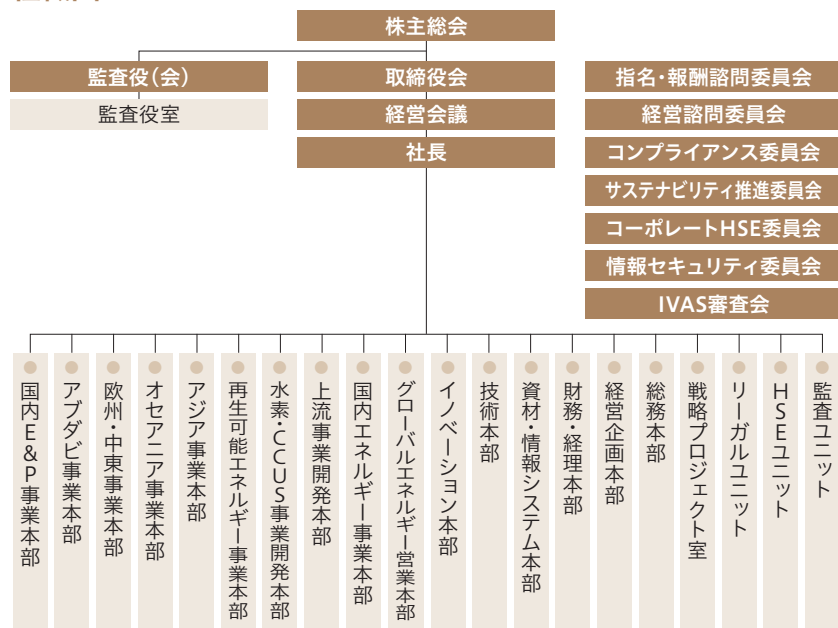 株主総会
監査役（会）
取締役会
指名・報酬諮問委員会
監査役室
経営会議
経営諮問委員会
社長
コンプライアンス委員会
サステナビリティ推進委員会
コーポレートHSE委員会
情報セキュリティ委員会
IVAS審査会
国内E&P事業本部
アブダビ事業本部
欧州・中東事業本部
オセアニア事業本部
アジア事業本部
再生可能エネルギー事業本部
水素・CCUS事業開発本部
上流事業開発本部
国内エネルギー事業本部
グローバルエネルギー営業本部
イノベーション本部
技術本部
資材・情報システム本部
財務・経理本部
経営企画本部
総務本部
戦略プロジェクト室
リーガルユニット
HSEユニット
監査ユニット